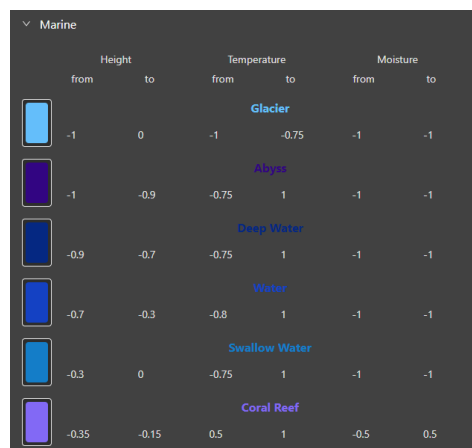 Marine
Height Temperature Moisture
from to from to from to
Glacier
-1 0 -1 -0.75 -1 -1
Abyss
-1 -0.9 -0.75 1 -1 -1
Deep Water
-0.9 -0.7 -0.75 1 -1 -1
Water
-0.7 -0.3 -0.8 1 -1 -1
Swallow Water
-0.3 0 -0.75 1 -1 -1
Coral Reef
-0.35 -0.15 0.5 1 -0.5 0.5